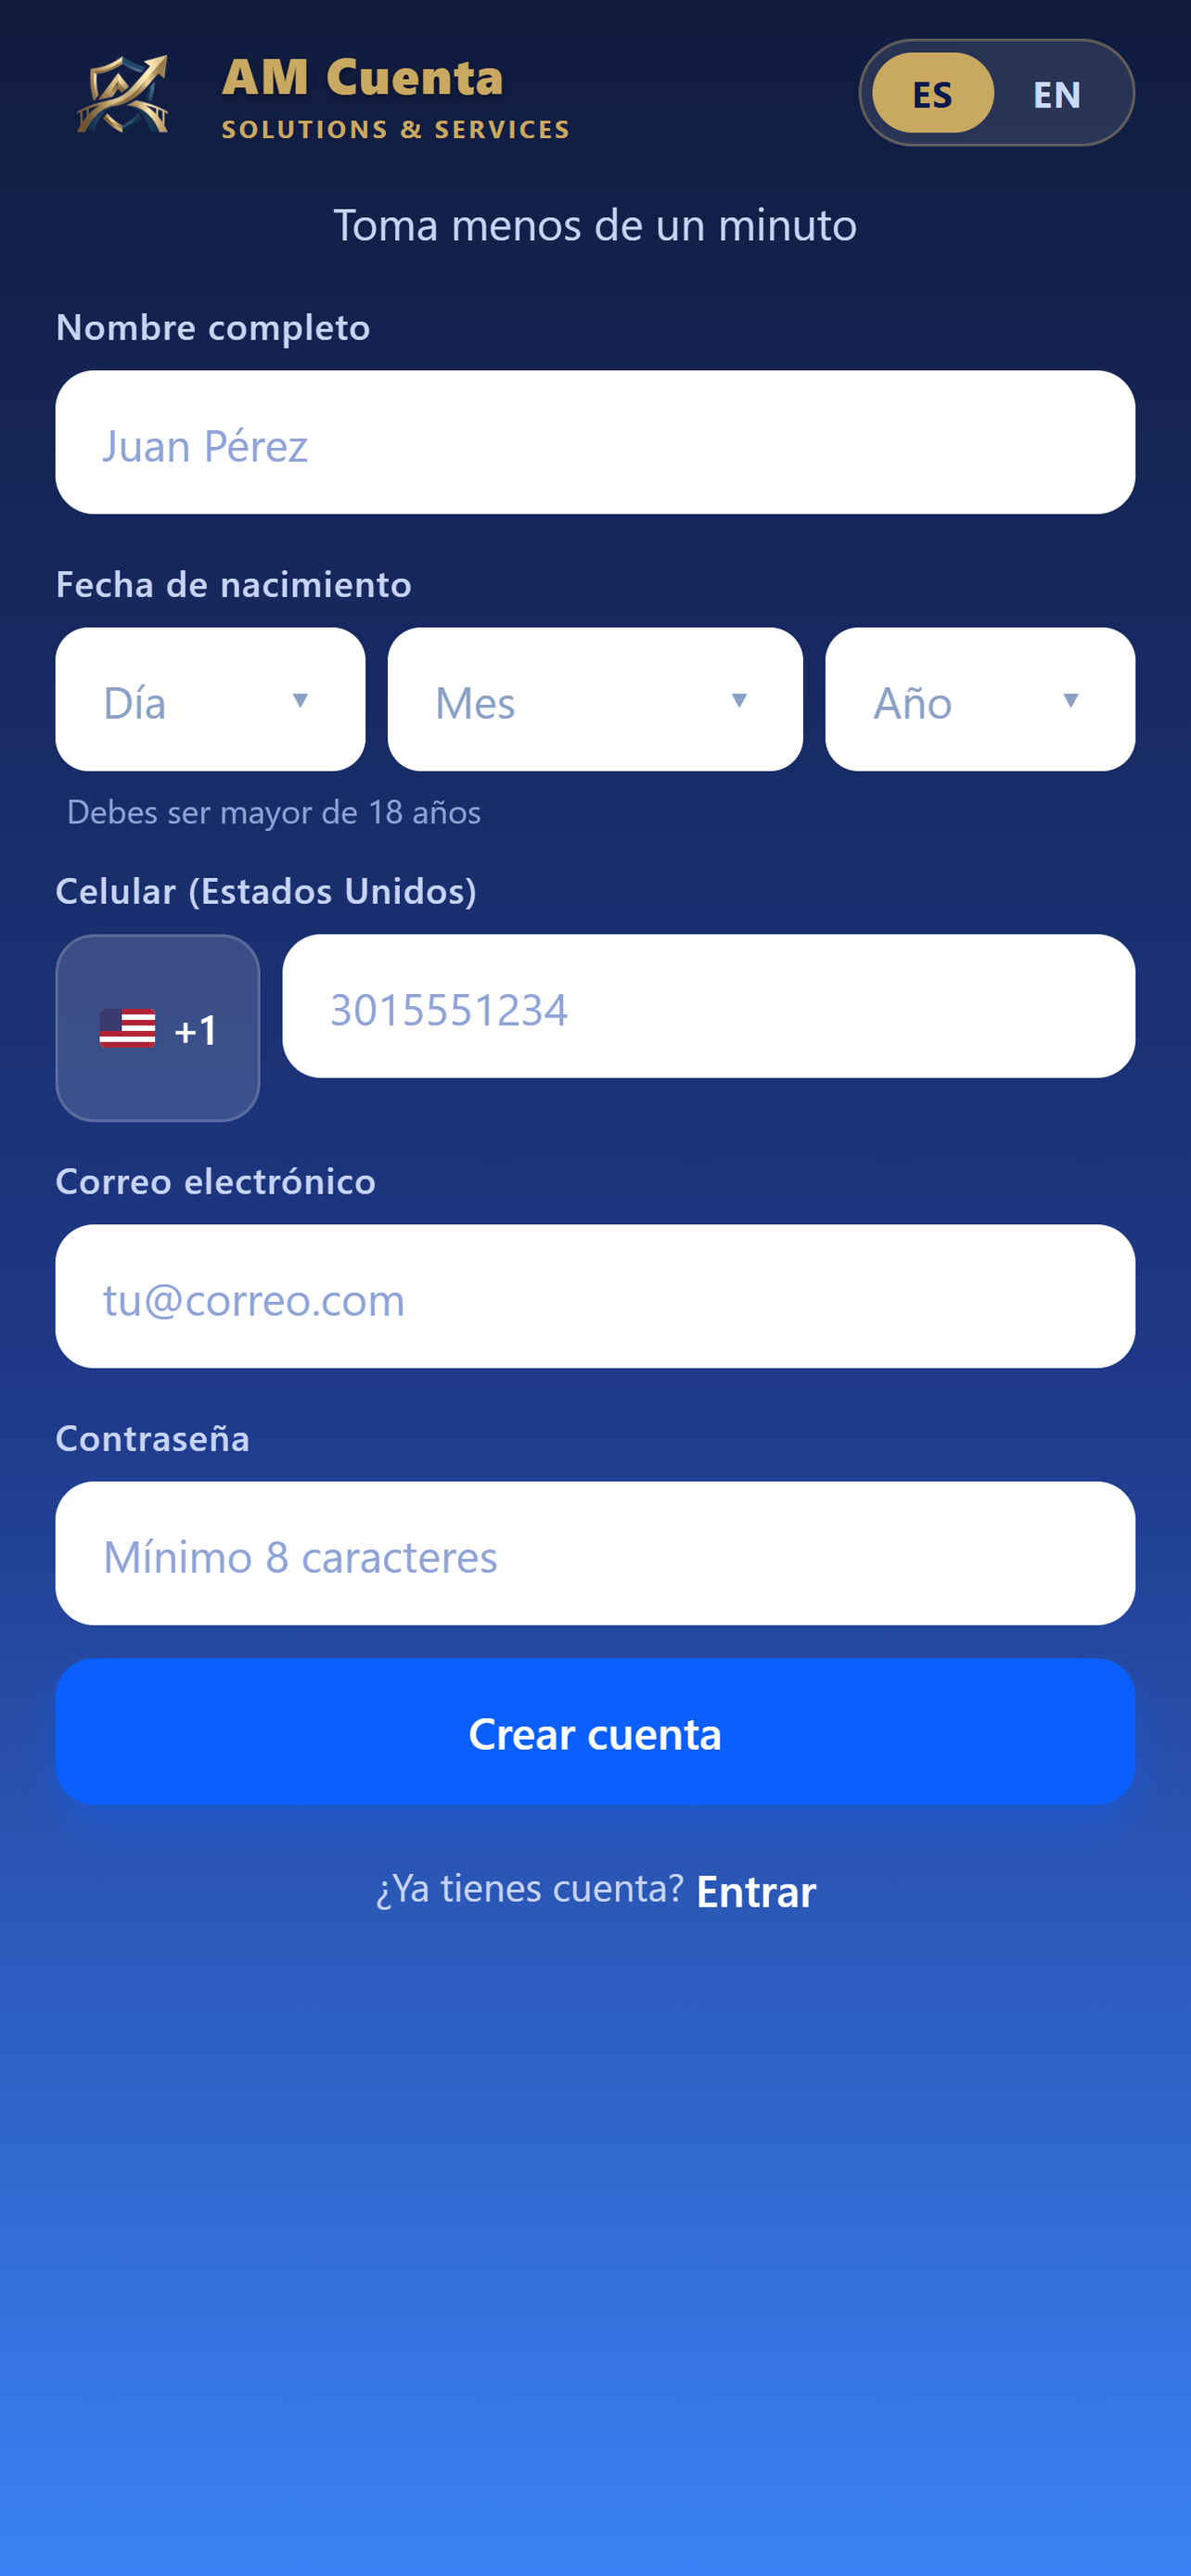 AM Cuenta
SOLUTIONS & SERVICES
ES EN
Toma menos de un minuto
Nombre completo
Juan Pérez
Fecha de nacimiento
Día ▼ Mes ▼ Año ▼
Debes ser mayor de 18 años
Celular (Estados Unidos)
+1 3015551234
Correo electrónico
tu@correo.com
Contraseña
Mínimo 8 caracteres
Crear cuenta
¿Ya tienes cuenta? Entrar